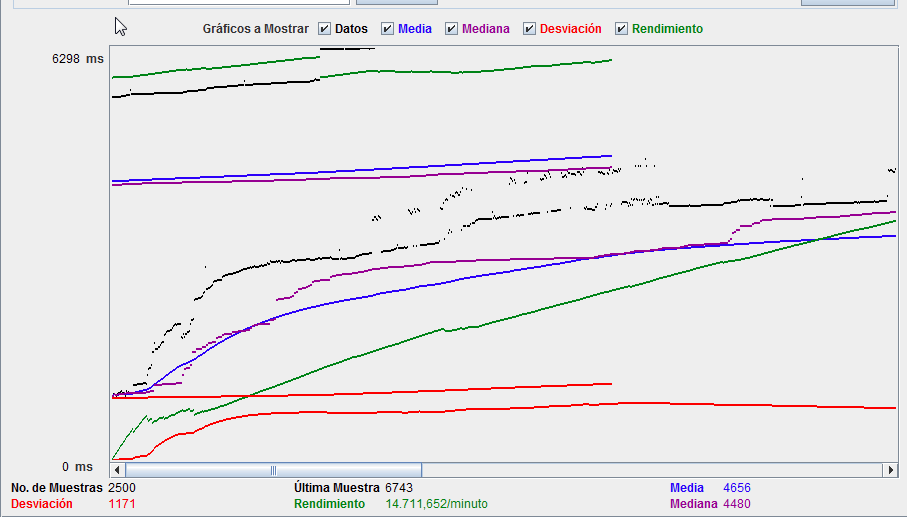 Gráficos a Mostrar Datos Media Mediana Desviación Rendimiento
6298 ms
0 ms
No. de Muestras 2500 Última Muestra 6743 Media 4656
Desviación 1171 Rendimiento 14.711,652/minuto Mediana 4480